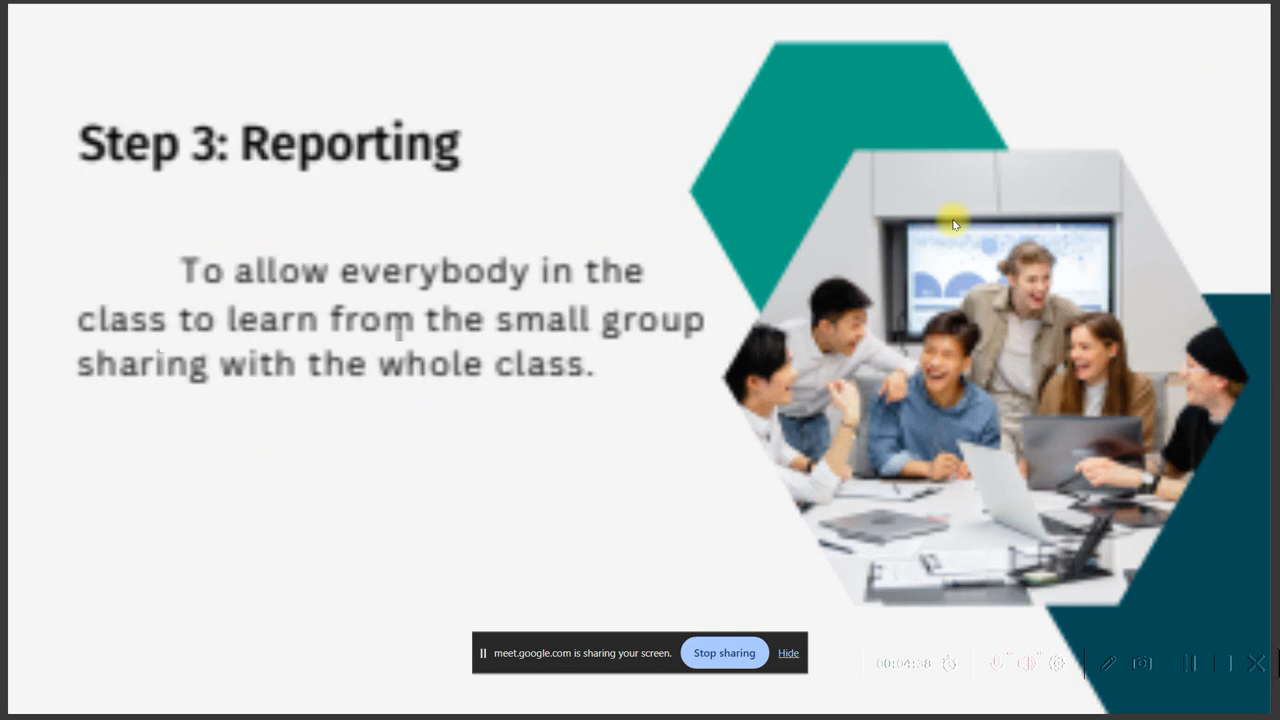 Step 3: Reporting
To allow everybody in the
class to learn from the small group
sharing with the whole class.
meet.google.com is sharing your screen.
Stop sharing
Hide
00:04:38